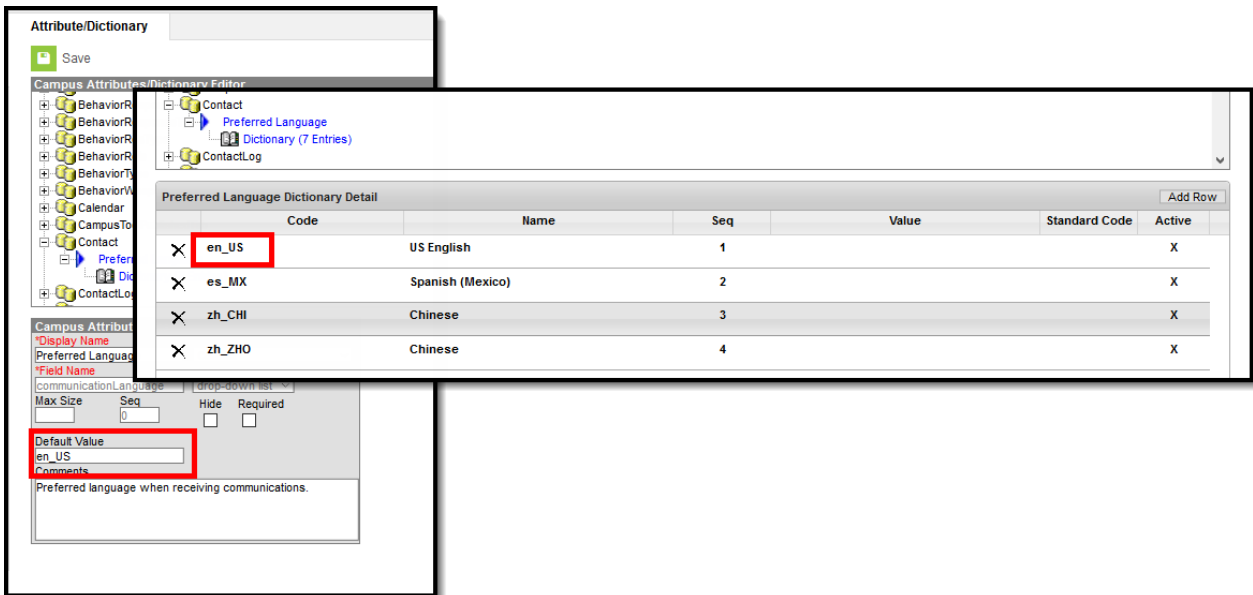 Attribute/Dictionary
Save
Campus Attributes/Dictionary Editor
BehaviorR
BehaviorR
BehaviorR
BehaviorR
BehaviorTy
BehaviorW
Calendar
CampusToo
Contact
Prefer
Dic
ContactLog
Campus Attribut
*Display Name
Preferred Languag
*Field Name
communicationLanguage drop-down list
Max Size Seq Hide Required
0
Default Value
en_US
Comments
Preferred language when receiving communications.
Contact
Preferred Language
Dictionary (7 Entries)
ContactLog
Preferred Language Dictionary Detail Add Row
Code Name Seq Value Standard Code Active
X en_US US English 1 X
X es_MX Spanish (Mexico) 2 X
X zh_CHI Chinese 3 X
X zh_ZHO Chinese 4 X